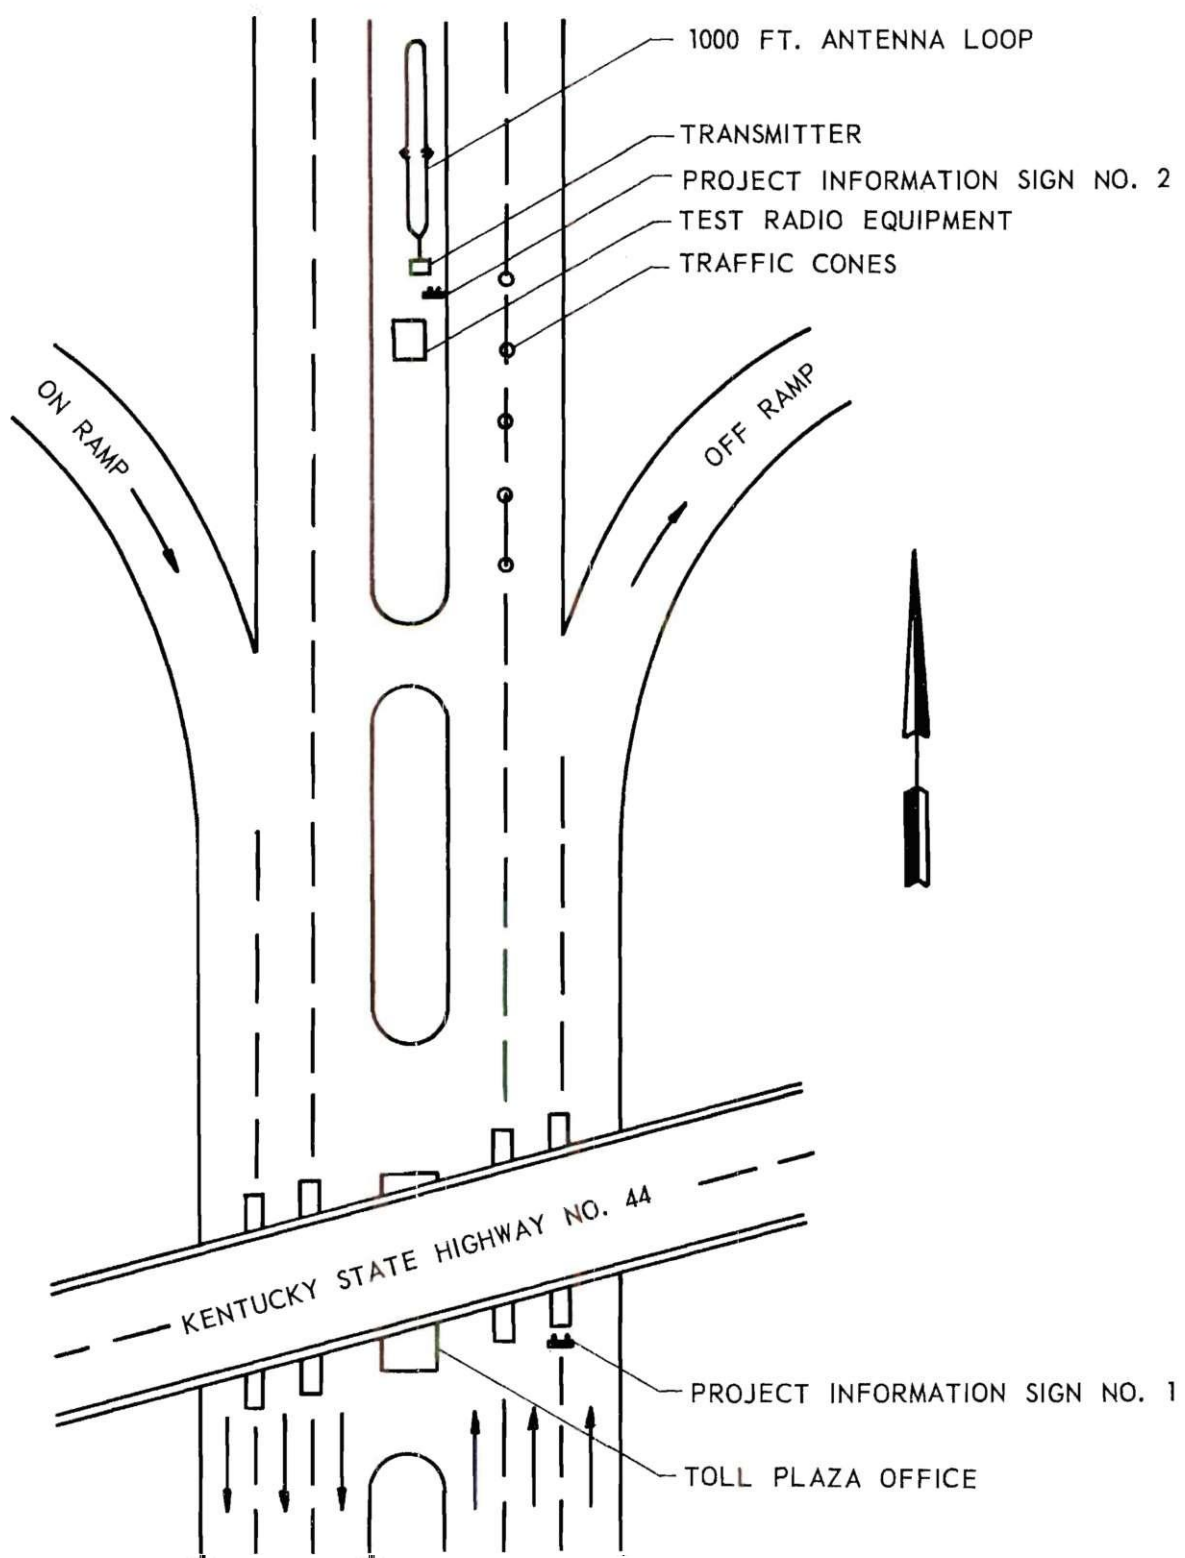 1000 FT. ANTENNA LOOP
TRANSMITTER
PROJECT INFORMATION SIGN NO. 2
TEST RADIO EQUIPMENT
TRAFFIC CONES
ON RAMP
OFF RAMP
KENTUCKY STATE HIGHWAY NO. 44
PROJECT INFORMATION SIGN NO. 1
TOLL PLAZA OFFICE